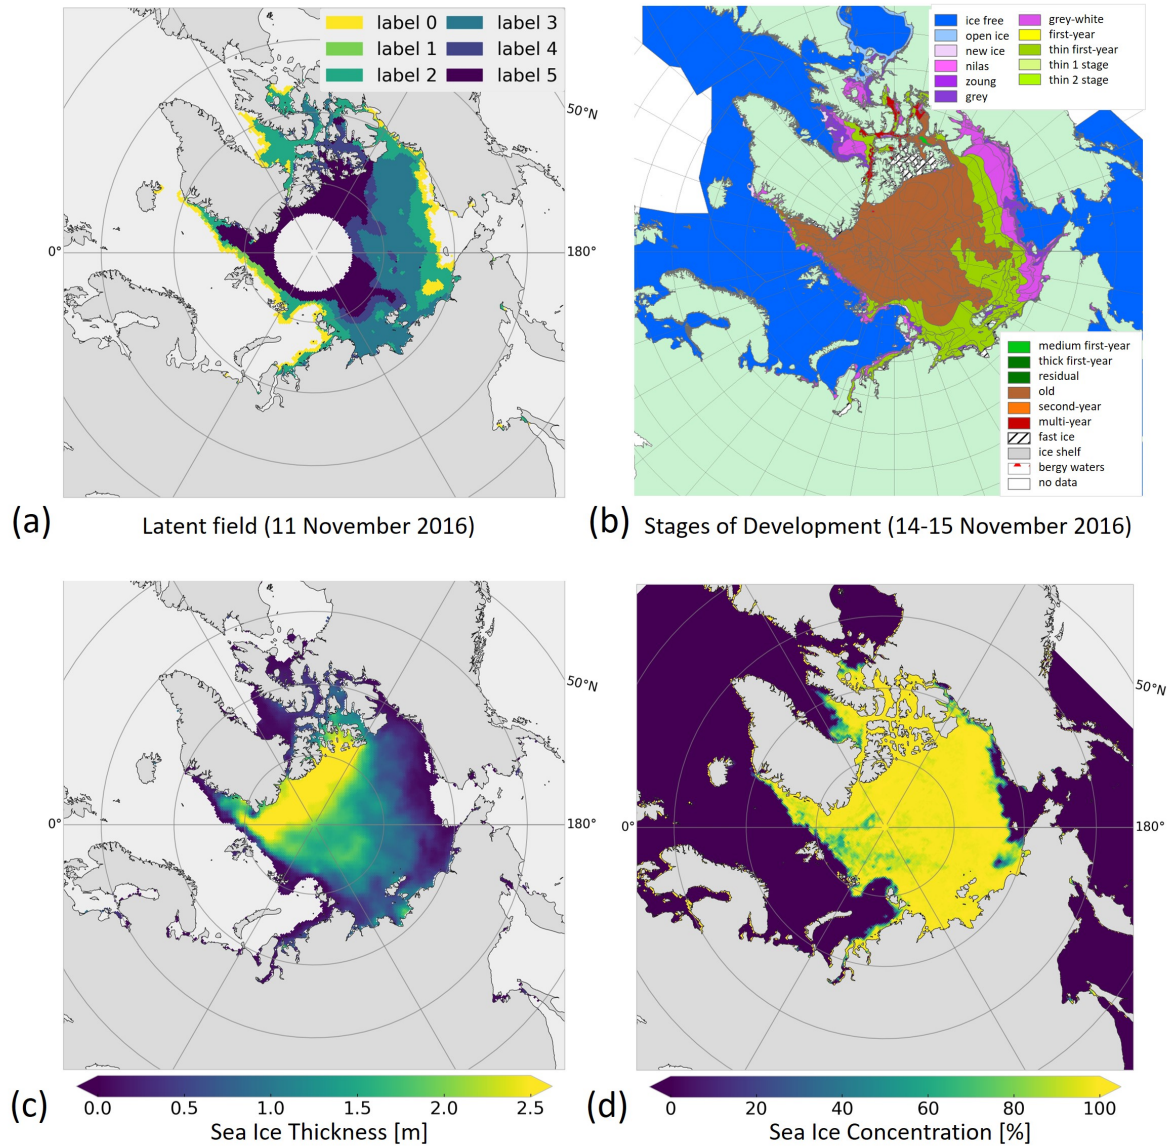 label 0
label 3
label 1
label 4
label 2
label 5
50°N
0°
180°
(a)
Latent field (11 November 2016)
ice free
grey-white
open ice
first-year
new ice
thin first-year
nilas
thin 1 stage
zoung
thin 2 stage
grey
medium first-year
thick first-year
residual
old
second-year
multi-year
fast ice
ice shelf
bergy waters
no data
(b)
Stages of Development (14-15 November 2016)
50°N
0°
180°
(c)
0.0 0.5 1.0 1.5 2.0 2.5
Sea Ice Thickness [m]
50°N
0°
180°
(d)
0 20 40 60 80 100
Sea Ice Concentration [%]